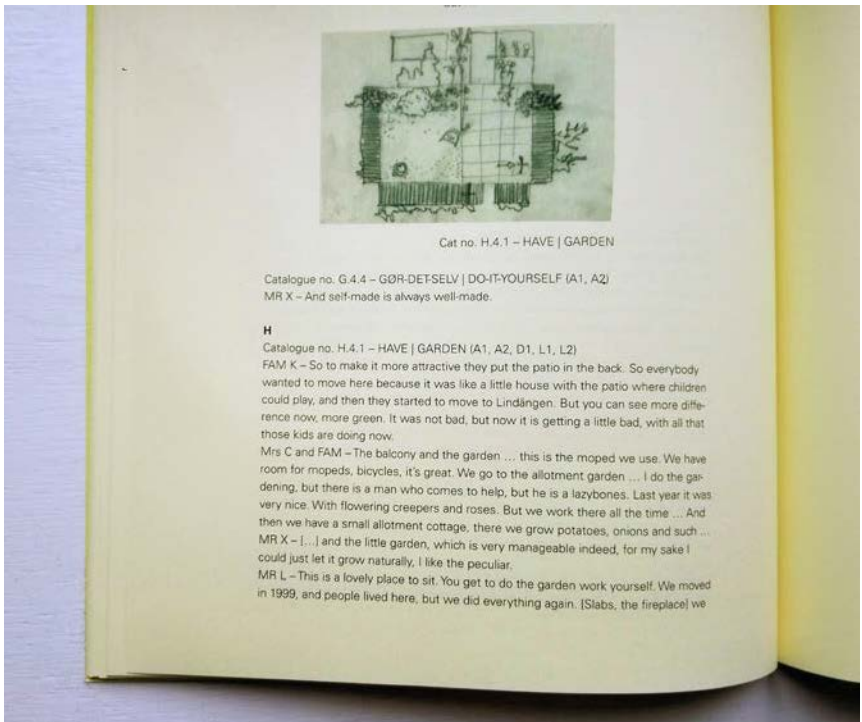 Cat no. H.4.1 – HAVE | GARDEN
Catalogue no. G.4.4 – GØR-DET-SELV | DO-IT-YOURSELF (A1, A2)
MR X – And self-made is always well-made.
H
Catalogue no. H.4.1 – HAVE | GARDEN (A1, A2, D1, L1, L2)
FAM K – So to make it more attractive they put the patio in the back. So everybody
wanted to move here because it was like a little house with the patio where children
could play, and then they started to move to Lindängen. But you can see more diffe-
rence now, more green. It was not bad, but now it is getting a little bad, with all that
those kids are doing now.
Mrs C and FAM – The balcony and the garden ... this is the moped we use. We have
room for mopeds, bicycles, it's great. We go to the allotment garden ... I do the gar-
dening, but there is a man who comes to help, but he is a lazybones. Last year it was
very nice. With flowering creepers and roses. But we work there all the time ... And
then we have a small allotment cottage, there we grow potatoes, onions and such ...
MR X – [...] and the little garden, which is very manageable indeed, for my sake I
could just let it grow naturally, I like the peculiar.
MR L – This is a lovely place to sit. You get to do the garden work yourself. We moved
in 1999, and people lived here, but we did everything again. [Slabs, the fireplace] we